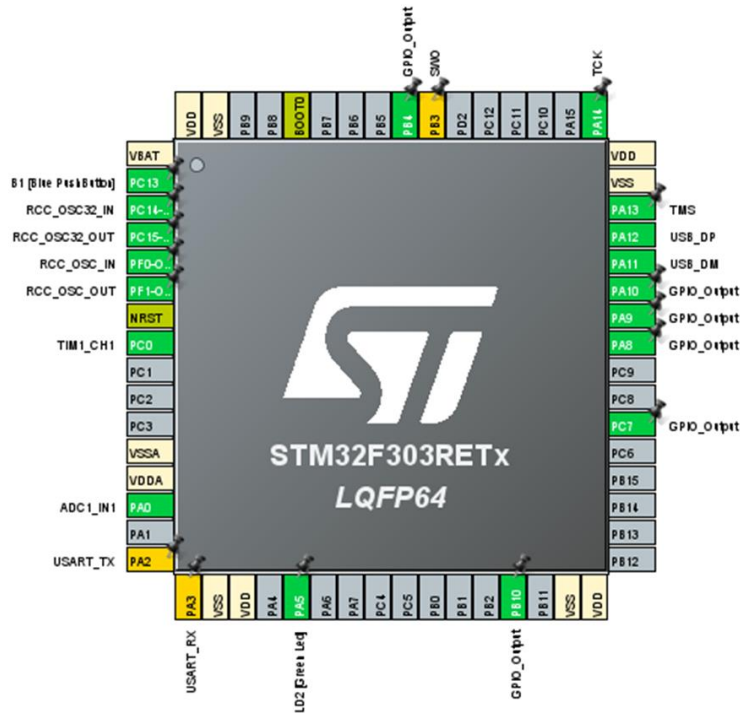 GPIO_Output
SWO
TCK
VDD
VSS
PB9
PB8
BOOT0
PB7
PB6
PB5
PB4
PB3
PD2
PC12
PC11
PC10
PA15
PA14
VBAT
B1 [Blue PushButton] PC13
RCC_OSC32_IN PC14-..
RCC_OSC32_OUT PC15-..
RCC_OSC_IN PF0-O..
RCC_OSC_OUT PF1-O..
NRST
TIM1_CH1 PC0
PC1
PC2
PC3
VSSA
VDDA
ADC1_IN1 PA0
PA1
USART_TX PA2
VDD
VSS
PA13 TMS
PA12 USB_DP
PA11 USB_DM
PA10 GPIO_Output
PA9 GPIO_Output
PA8 GPIO_Output
PC9
PC8
PC7 GPIO_Output
PC6
PB15
PB14
PB13
PB12
ST
STM32F303RETx
LQFP64
PA3
VSS
VDD
PA4
PA5
PA6
PA7
PC4
PC5
PB0
PB1
PB2
PB10
PB11
VSS
VDD
USART_RX
LD2 [Green Led]
GPIO_Output